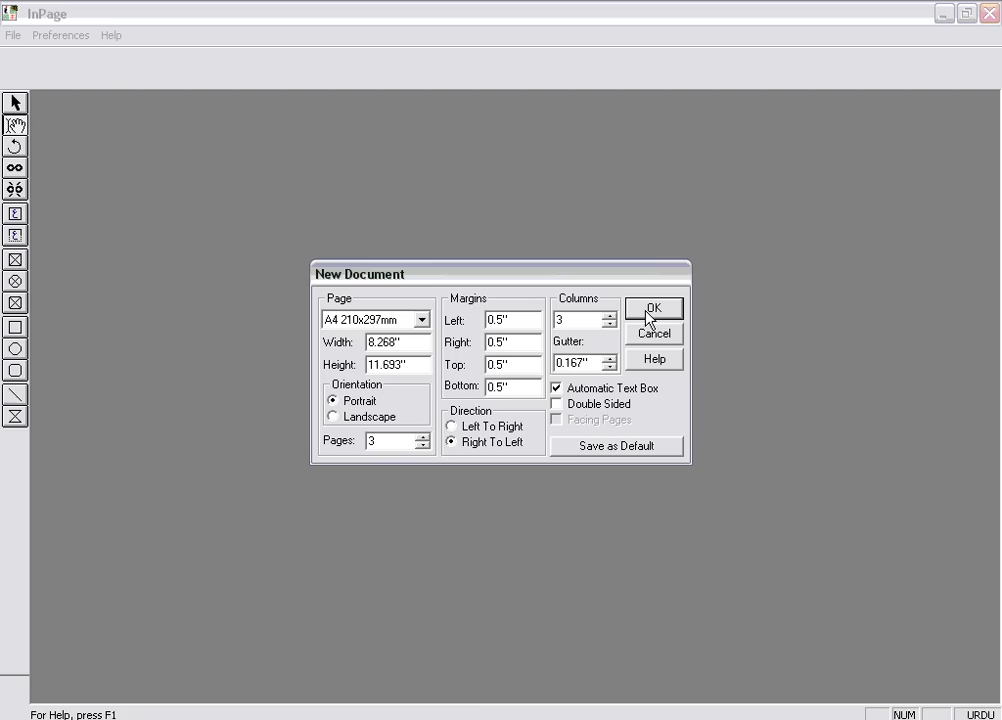 InPage
File Preferences Help
New Document
Page
A4 210x297mm
Width: 8.268"
Height: 11.693"
Orientation
Portrait
Landscape
Pages: 3
Margins
Left: 0.5"
Right: 0.5"
Top: 0.5"
Bottom: 0.5"
Direction
Left To Right
Right To Left
Columns
3
Gutter:
0.167"
Automatic Text Box
Double Sided
Facing Pages
Save as Default
OK
Cancel
Help
For Help, press F1
NUM
URDU